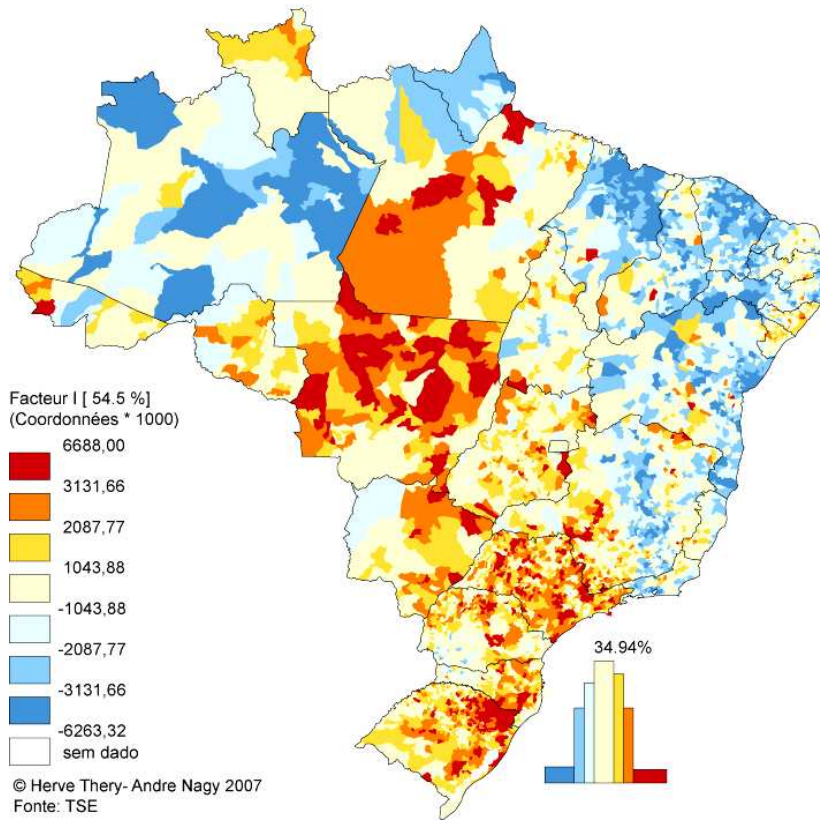 Facteur I [ 54.5 %]
(Coordonnées * 1000)
6688,00
3131,66
2087,77
1043,88
-1043,88
-2087,77
-3131,66
-6263,32
sem dado
34.94%
© Herve Thery- Andre Nagy 2007
Fonte: TSE